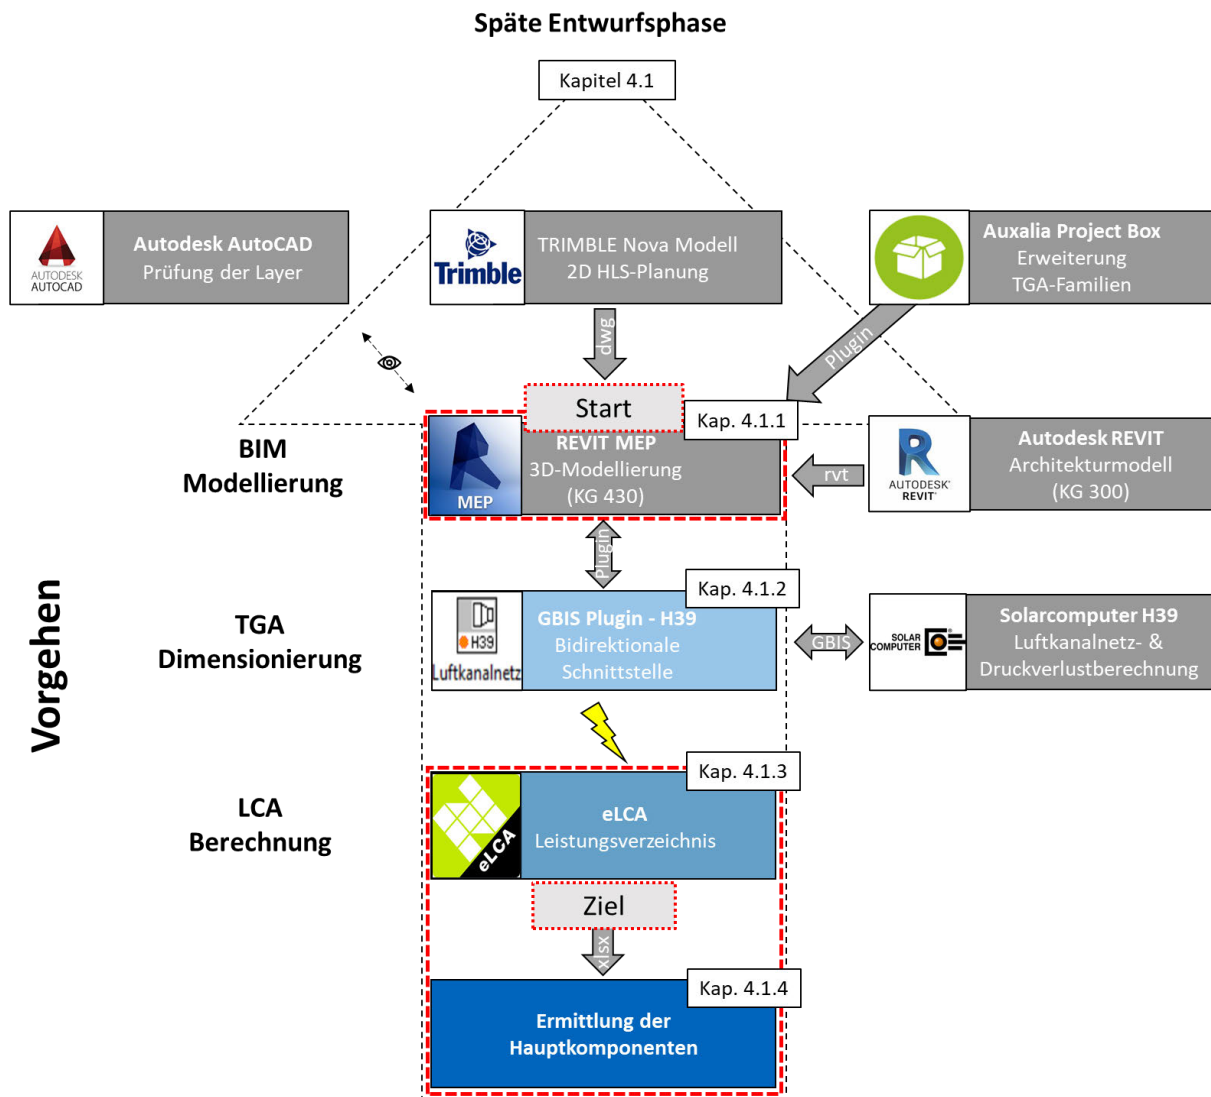 Späte Entwurfsphase
Kapitel 4.1
AUTODESK
AUTOCAD
Autodesk AutoCAD
Prüfung der Layer
Trimble
TRIMBLE Nova Modell
2D HLS-Planung
Auxalia Project Box
Erweiterung
TGA-Familien
dwg
Plugin
Start
Kap. 4.1.1
BIM
Modellierung
MEP
REVIT MEP
3D-Modellierung
(KG 430)
rvt
AUTODESK®
REVIT®
Autodesk REVIT
Architekturmodell
(KG 300)
Plugin
Kap. 4.1.2
Vorgehen
TGA
Dimensionierung
H39
Luftkanalnetz
GBIS Plugin - H39
Bidirektionale
Schnittstelle
GBIS
SOLAR
COMPUTER
Solarcomputer H39
Luftkanalnetz- &
Druckverlustberechnung
Kap. 4.1.3
LCA
Berechnung
eLCA
eLCA
Leistungsverzeichnis
Ziel
xlsx
Kap. 4.1.4
Ermittlung der
Hauptkomponenten